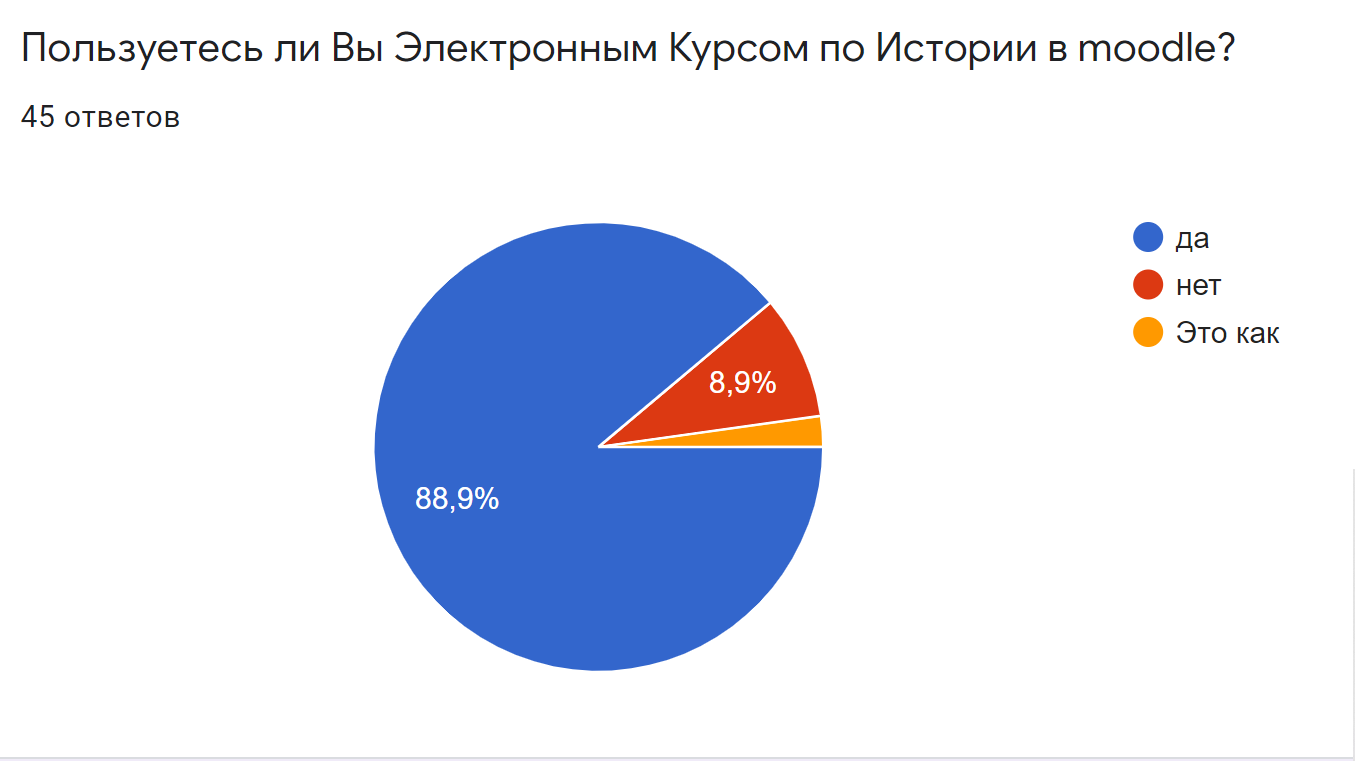 Пользуетесь ли Вы Электронным Курсом по Истории в moodle?
45 ответов
да
нет
Это как
8,9%
88,9%